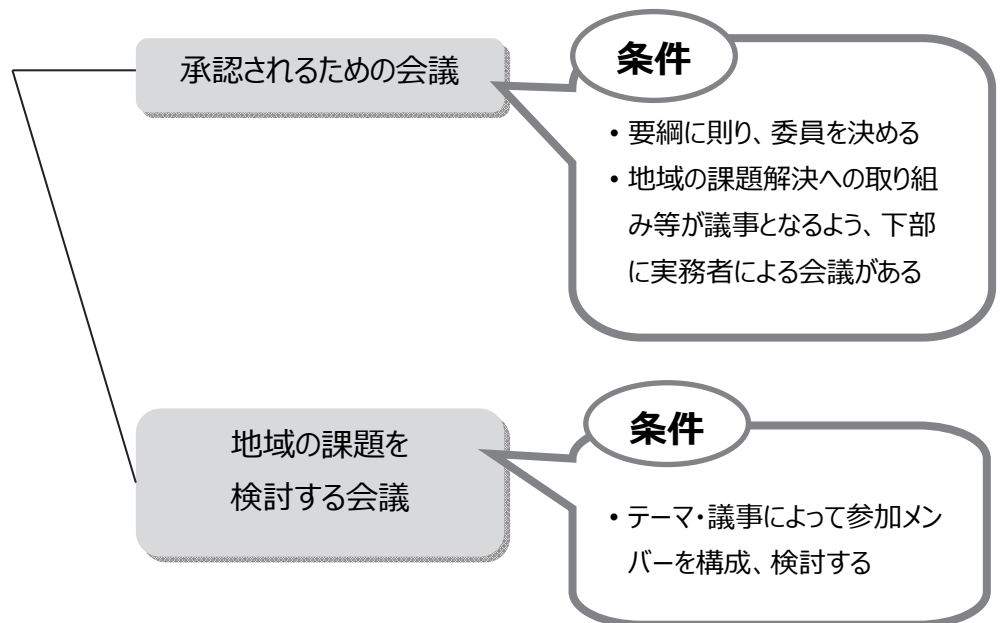 承認されるための会議
条件
・要綱に則り、委員を決める
・地域の課題解決への取り組
み等が議事となるよう、下部
に実務者による会議がある
地域の課題を
検討する会議
条件
・テーマ・議事によって参加メン
バーを構成、検討する